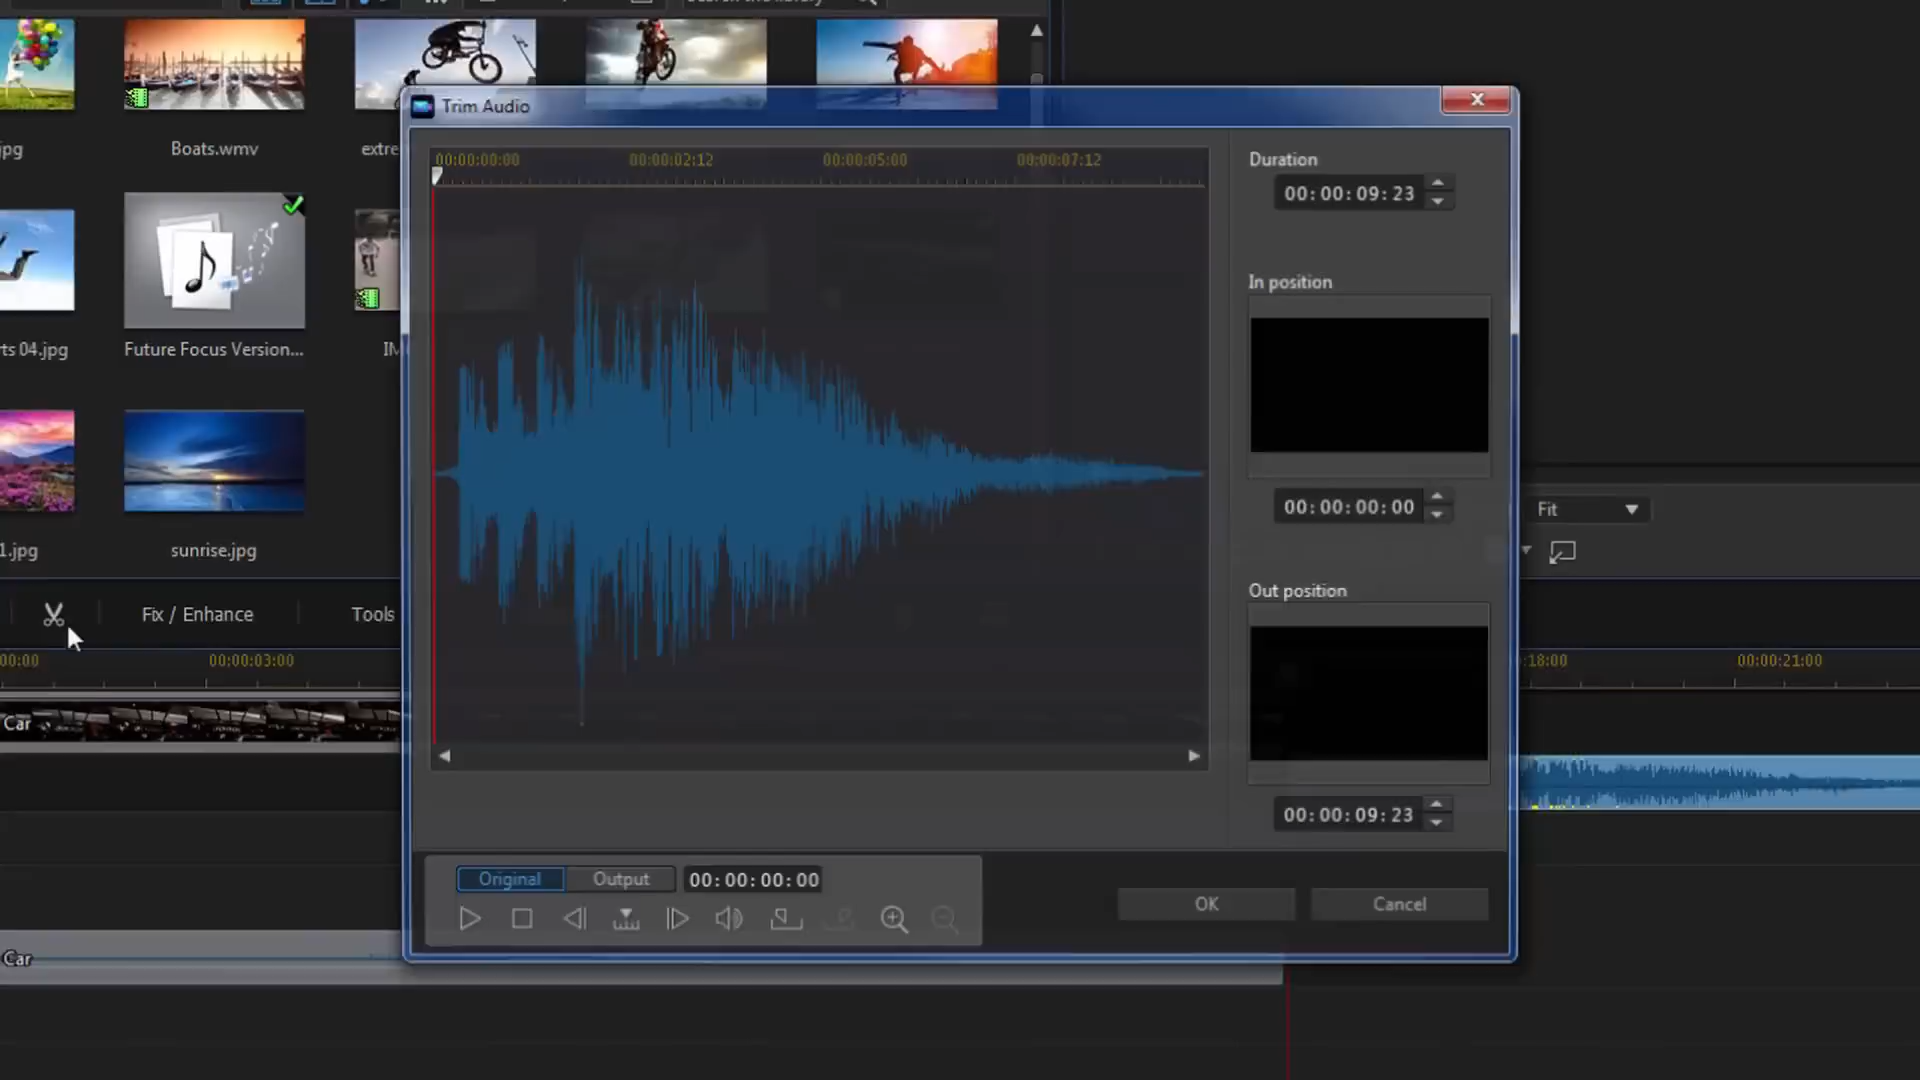 Trim Audio
jpg
Boats.wmv
extre
00:00:00:00
00:00:02:12
00:00:05:00
00:00:07:12
Duration
00:00:09:23
In position
rts 04.jpg
Future Focus Version...
00:00:00:00
Fit
1.jpg
sunrise.jpg
Out position
Fix / Enhance
Tools
00:00
00:00:03:00
:18:00
00:00:21:00
Car
00:00:09:23
Original
Output
00:00:00:00
OK
Cancel
Car